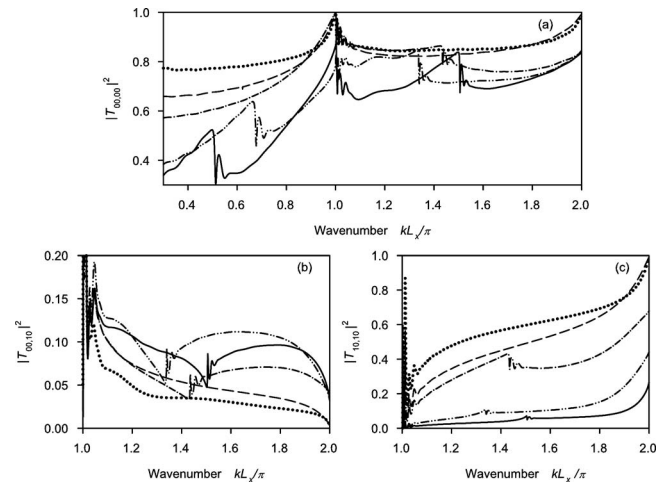 (a)
1.0
0.8
0.6
0.4
|T₀₀,₀₀|²
0.4 0.6 0.8 1.0 1.2 1.4 1.6 1.8 2.0
Wavenumber kLₓ/π
(b)
0.20
0.15
0.10
0.05
0.00
|T₀₀,₁₀|²
1.0 1.2 1.4 1.6 1.8 2.0
Wavenumber kLₓ/π
(c)
1.0
0.8
0.6
0.4
0.2
0.0
|T₁₀,₁₀|²
1.0 1.2 1.4 1.6 1.8 2.0
Wavenumber kLₓ/π